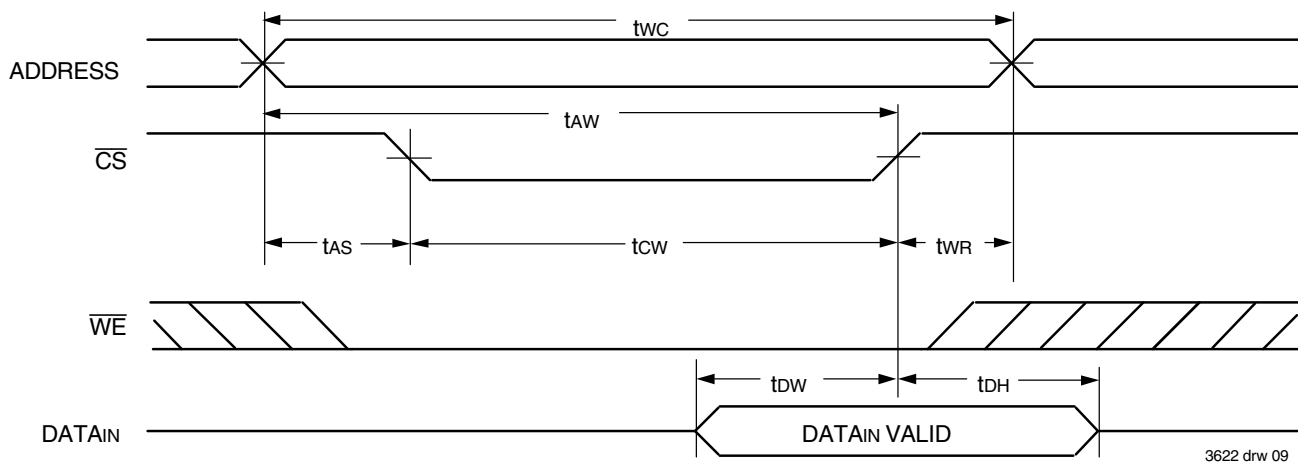 tWC
ADDRESS
tAW
CS
tAS
tCW
tWR
WE
tDW
tDH
DATAIN
DATAIN VALID
3622 drw 09